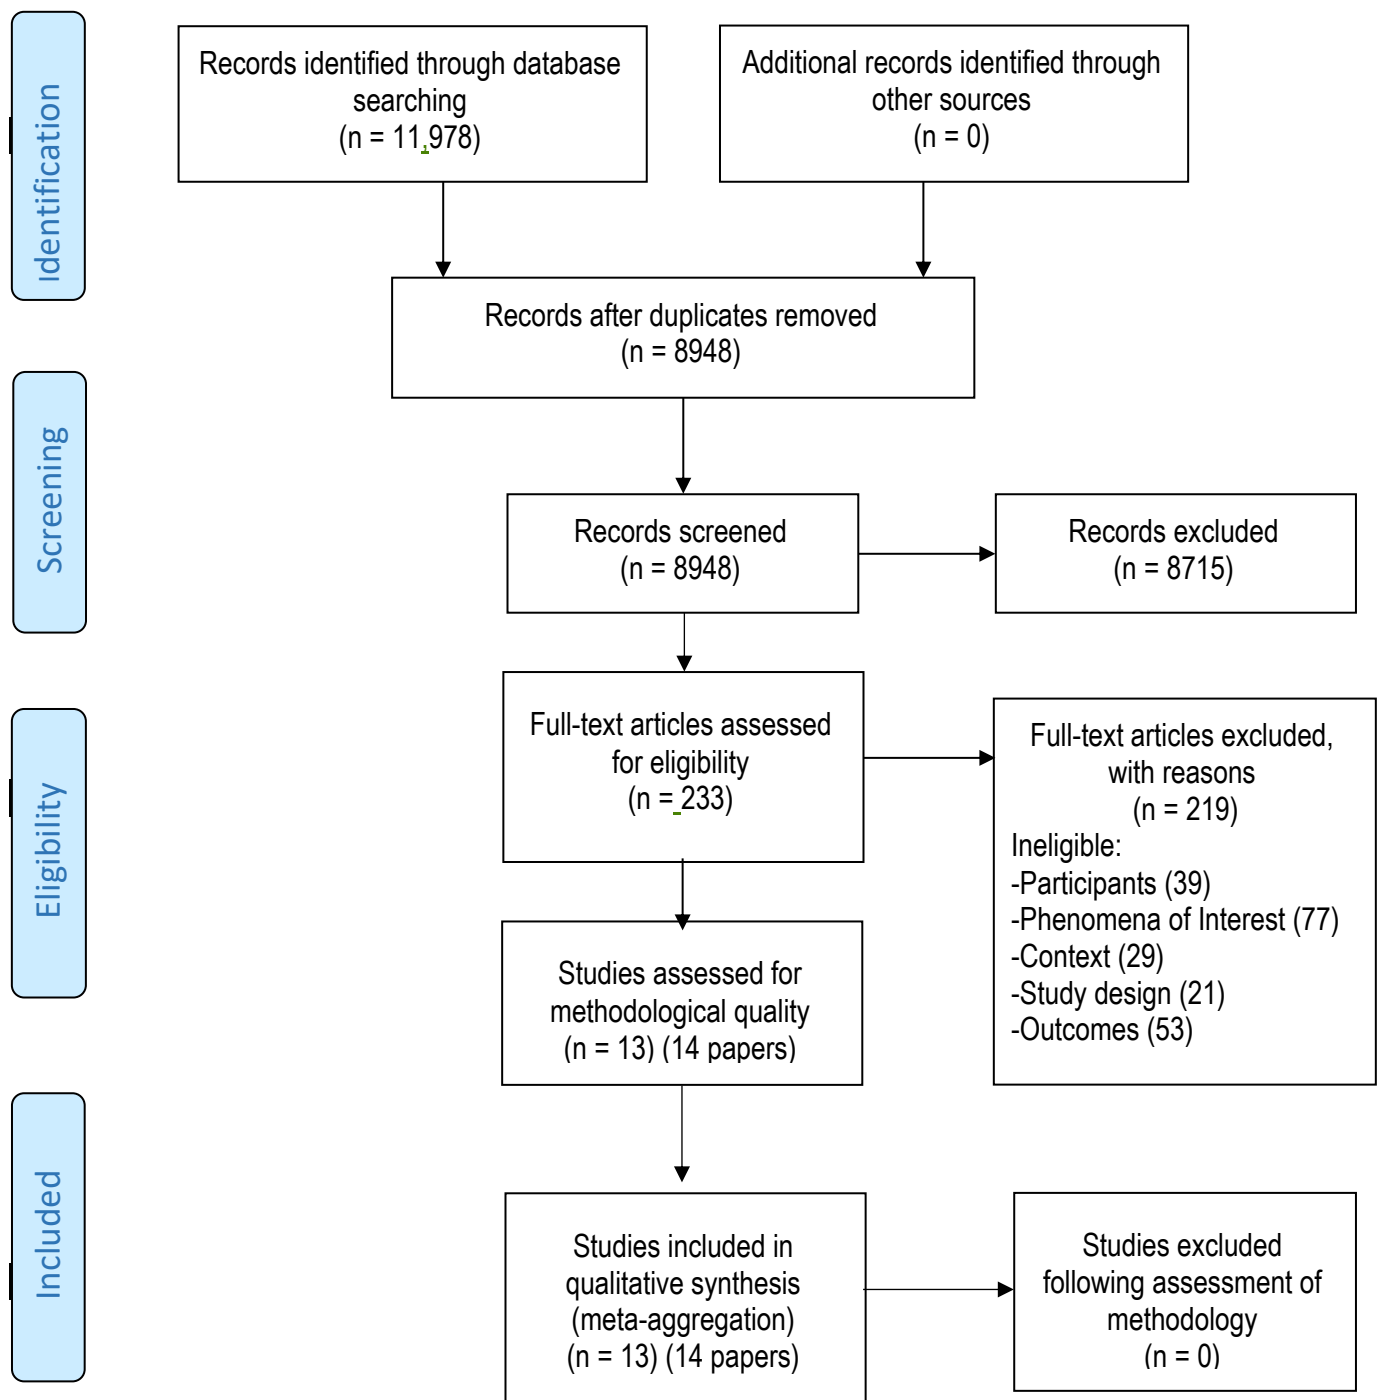 Identification
Records identified through database
searching
(n = 11,978)
Additional records identified through
other sources
(n = 0)
Records after duplicates removed
(n = 8948)
Screening
Records screened
(n = 8948)
Records excluded
(n = 8715)
Eligibility
Full-text articles assessed
for eligibility
(n = 233)
Full-text articles excluded,
with reasons
(n = 219)
Ineligible:
-Participants (39)
-Phenomena of Interest (77)
-Context (29)
-Study design (21)
-Outcomes (53)
Studies assessed for
methodological quality
(n = 13) (14 papers)
Included
Studies included in
qualitative synthesis
(meta-aggregation)
(n = 13) (14 papers)
Studies excluded
following assessment of
methodology
(n = 0)